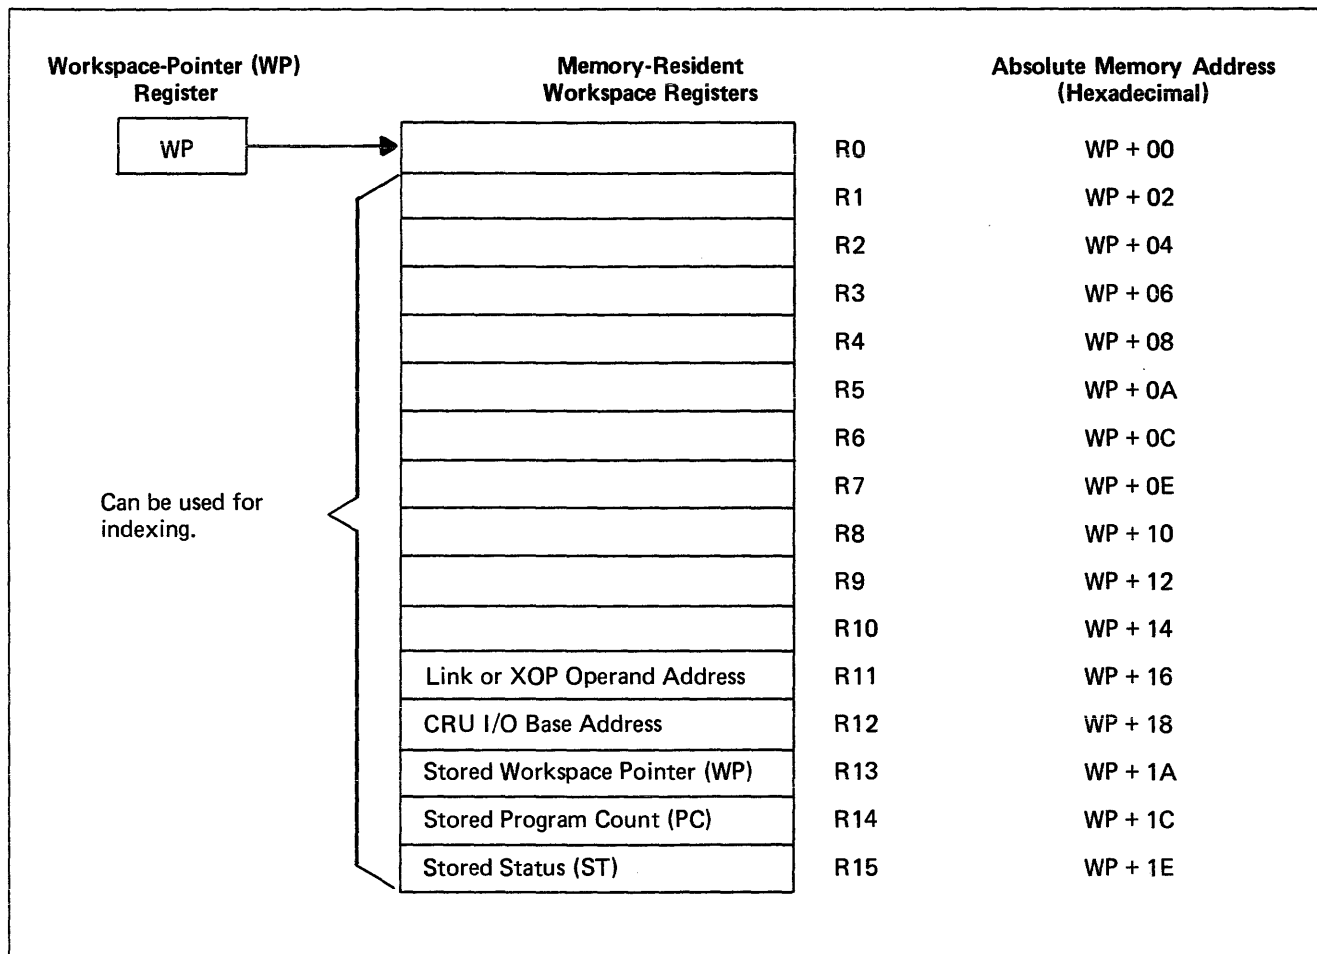 Workspace-Pointer (WP)
Register
Memory-Resident
Workspace Registers
Absolute Memory Address
(Hexadecimal)
WP
R0 WP + 00
R1 WP + 02
R2 WP + 04
R3 WP + 06
R4 WP + 08
R5 WP + 0A
R6 WP + 0C
R7 WP + 0E
Can be used for
indexing.
R8 WP + 10
R9 WP + 12
R10 WP + 14
Link or XOP Operand Address R11 WP + 16
CRU I/O Base Address R12 WP + 18
Stored Workspace Pointer (WP) R13 WP + 1A
Stored Program Count (PC) R14 WP + 1C
Stored Status (ST) R15 WP + 1E